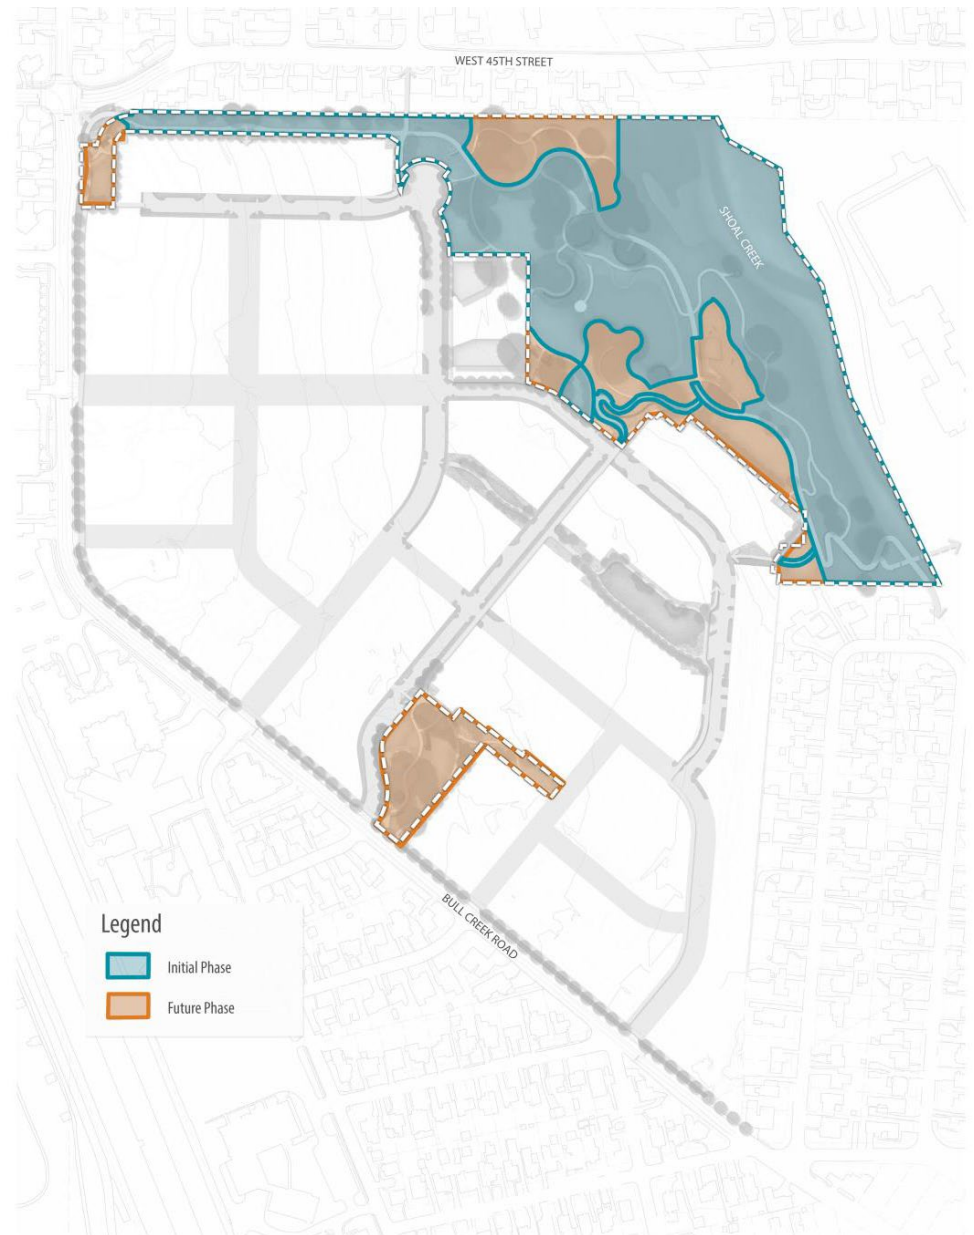 WEST 45TH STREET
SHOAL CREEK
BULL CREEK ROAD
Legend
Initial Phase
Future Phase